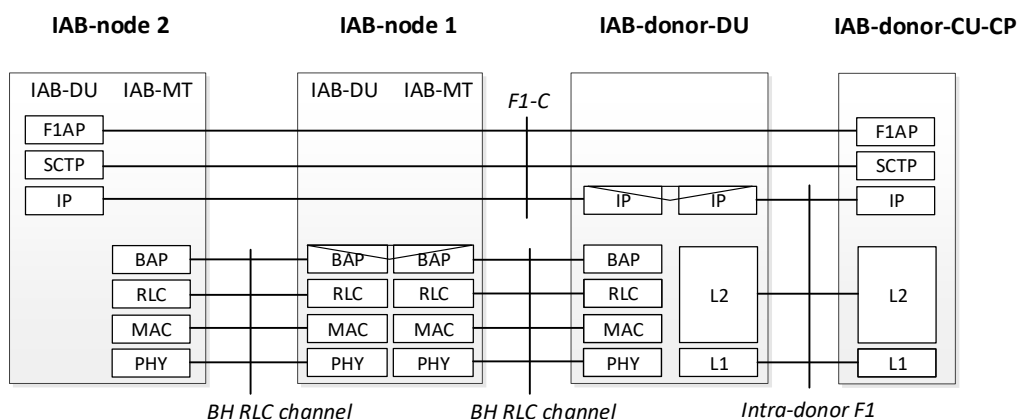 IAB-node 2 IAB-node 1 IAB-donor-DU IAB-donor-CU-CP
IAB-DU IAB-MT IAB-DU IAB-MT
F1-C
F1AP F1AP
SCTP SCTP
IP IP IP IP
BAP BAP BAP BAP
RLC RLC RLC RLC
L2 L2
MAC MAC MAC MAC
PHY PHY PHY PHY L1 L1
BH RLC channel BH RLC channel Intra-donor F1